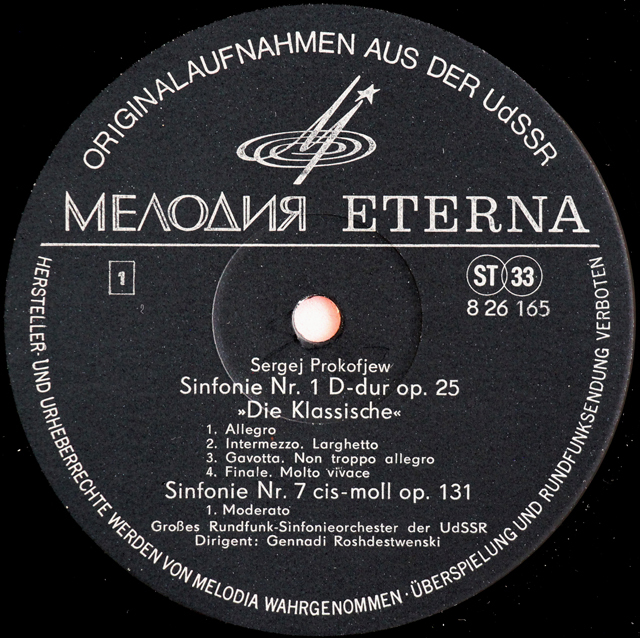 ORIGINALAUFNAHMEN AUS DER UdSSR
МЕЛОДИЯ ETERNA
1
ST 33
8 26 165
Sergej Prokofjew
Sinfonie Nr. 1 D-dur op. 25
»Die Klassische«
1. Allegro
2. Intermezzo. Larghetto
3. Gavotta. Non troppo allegro
4. Finale. Molto vivace
Sinfonie Nr. 7 cis-moll op. 131
1. Moderato
Großes Rundfunk-Sinfonieorchester der UdSSR
Dirigent: Gennadi Roshdestwenski
HERSTELLER- UND URHEBERRECHTE WERDEN VON MELODIA WAHRGENOMMEN · ÜBERSPIELUNG UND RUNDFUNKSENDUNG VERBOTEN